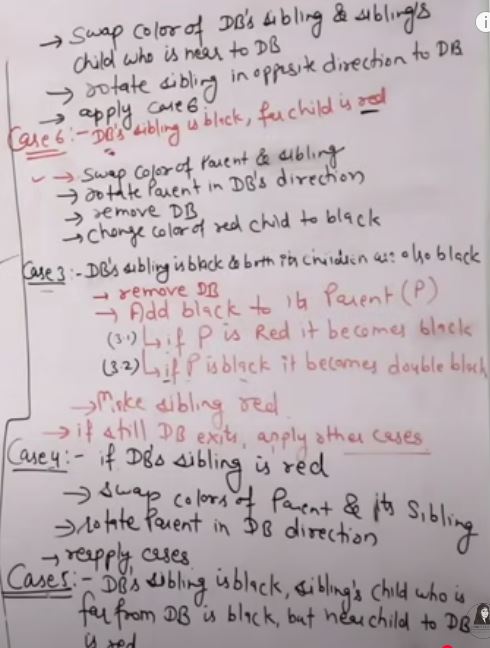 → Swap color of DB's sibling & sibling's
child who is near to DB
→ rotate sibling in opposite direction to DB
→ apply case 6:
Case 6:- DB's sibling is black, far child is red
→ Swap color of Parent & sibling
→ rotate Parent in DB's direction
→ remove DB
→ Change color of red child to black
Case 3:- DB's sibling is black & both its children are also black
→ remove DB
→ Add black to its Parent (P)
(3.1) ↳ if P is Red it becomes black
(3.2) ↳ if P is black it becomes double black
→ Make sibling red
→ if still DB exits, apply other cases
Case 4:- if DB's sibling is red
→ swap colors of Parent & its Sibling
→ rotate Parent in DB direction
→ reapply cases
Case 5:- DB's sibling is black, sibling's child who is
far from DB is black, but near child to DB
is red